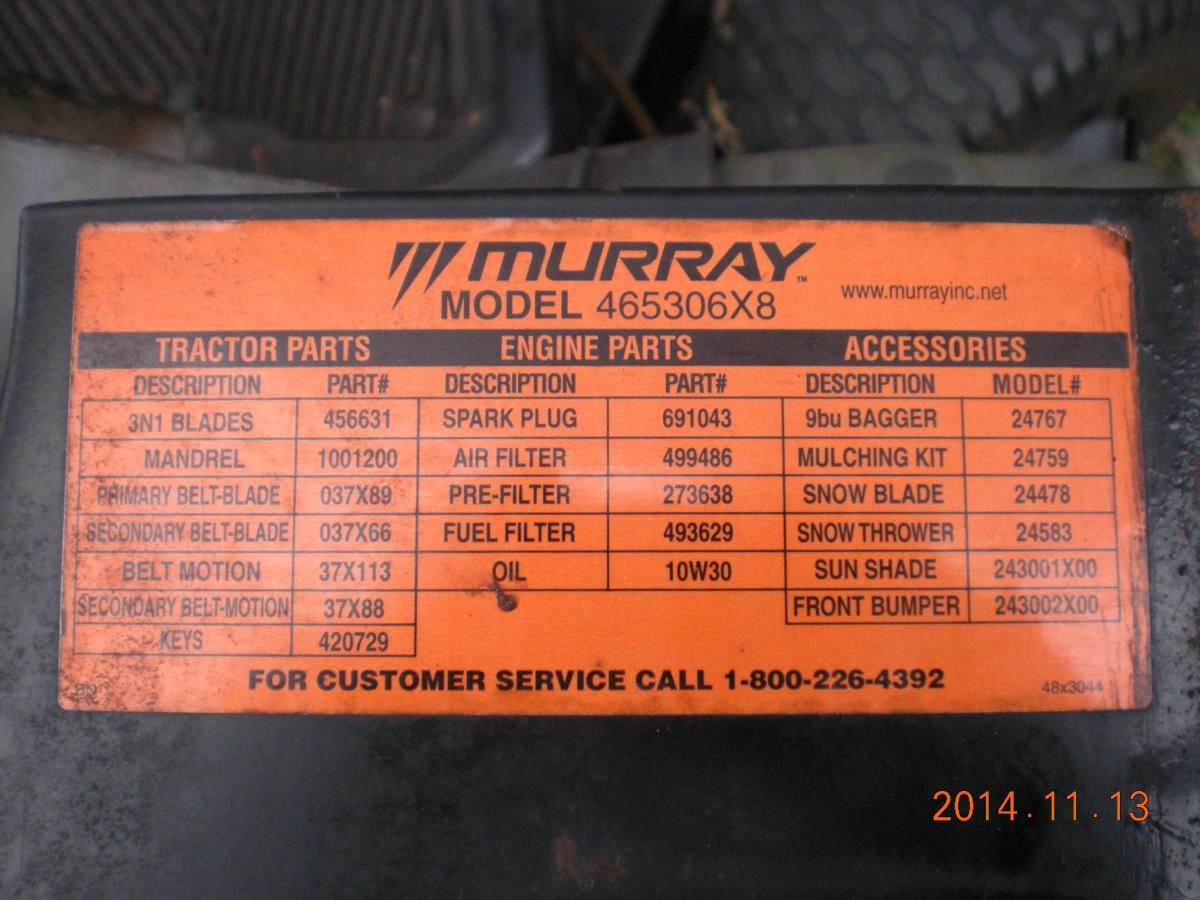 MURRAY™
MODEL 465306X8 www.murrayinc.net
TRACTOR PARTS ENGINE PARTS ACCESSORIES
DESCRIPTION PART# DESCRIPTION PART# DESCRIPTION MODEL#
3N1 BLADES 456631 SPARK PLUG 691043 9bu BAGGER 24767
MANDREL 1001200 AIR FILTER 499486 MULCHING KIT 24759
PRIMARY BELT-BLADE 037X89 PRE-FILTER 273638 SNOW BLADE 24478
SECONDARY BELT-BLADE 037X66 FUEL FILTER 493629 SNOW THROWER 24583
BELT MOTION 37X113 OIL 10W30 SUN SHADE 243001X00
SECONDARY BELT-MOTION 37X88 FRONT BUMPER 243002X00
KEYS 420729
FOR CUSTOMER SERVICE CALL 1-800-226-4392
48x3044
2014.11.13